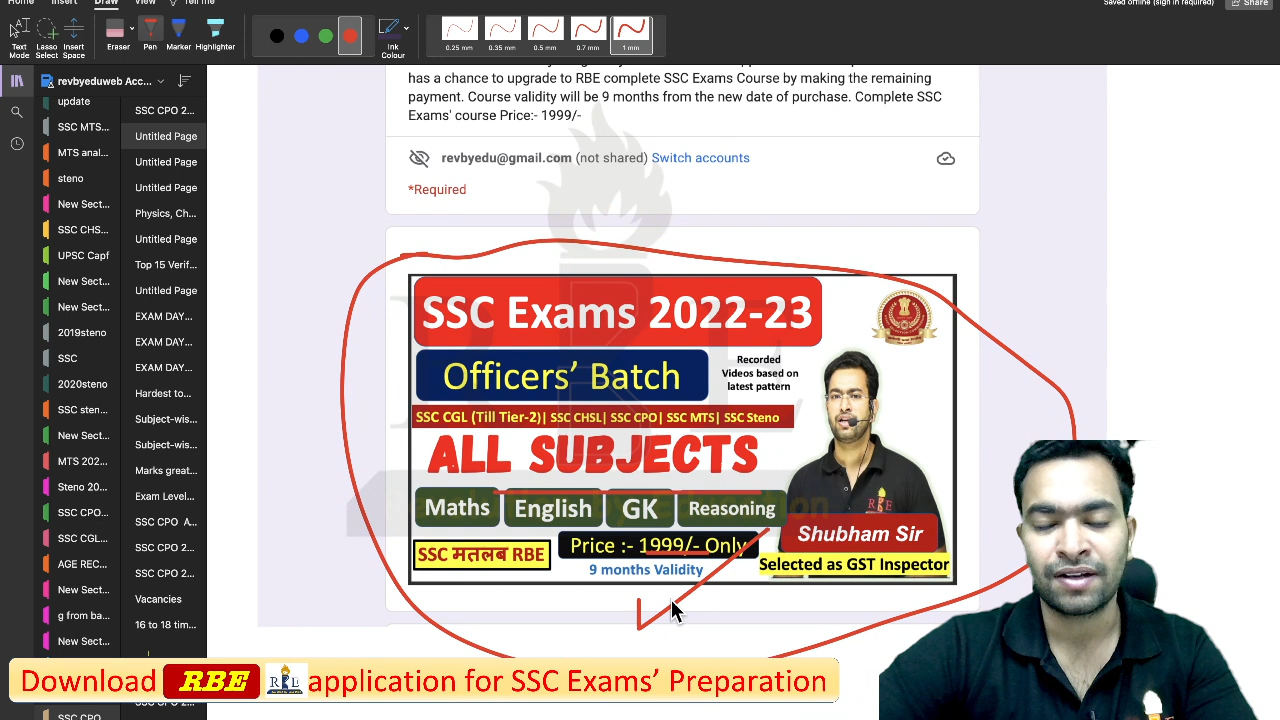 Home Insert Draw View Tell me
Saved offline (sign in required)
Share
Text Mode
Lasso Select
Insert Space
Eraser
Pen
Marker
Highlighter
Ink Colour
0.25 mm
0.35 mm
0.5 mm
0.7 mm
1 mm
revbyeduweb Acc...
update
SSC MTS...
MTS anal...
steno
New Sect...
SSC CHS...
UPSC Capf
New Sect...
New Sect...
2019steno
SSC
2020steno
SSC sten...
New Sect...
MTS 202...
Steno 20...
SSC CPO...
SSC CGL...
AGE REC...
New Sect...
g from ba...
New Sect...
SSC CPO
SSC CPO 2...
Untitled Page
Untitled Page
Untitled Page
Physics, Ch...
Untitled Page
Top 15 Verif...
Untitled Page
EXAM DAY...
EXAM DAY...
EXAM DAY...
Hardest to...
Subject-wis...
Subject-wis...
Marks great...
Exam Level...
SSC CPO A...
SSC CPO 2...
SSC CPO 2...
Vacancies
16 to 18 tim...
has a chance to upgrade to RBE complete SSC Exams Course by making the remaining
payment. Course validity will be 9 months from the new date of purchase. Complete SSC
Exams' course Price:- 1999/-
revbyedu@gmail.com (not shared) Switch accounts
*Required
SSC Exams 2022-23
Officers' Batch
Recorded
Videos based on
latest pattern
SSC CGL (Till Tier-2)| SSC CHSL| SSC CPO| SSC MTS| SSC Steno
ALL SUBJECTS
Maths English GK Reasoning
SSC मतलब RBE
Price :- 1999/- Only
9 months Validity
Shubham Sir
Selected as GST Inspector
Download RBE application for SSC Exams' Preparation